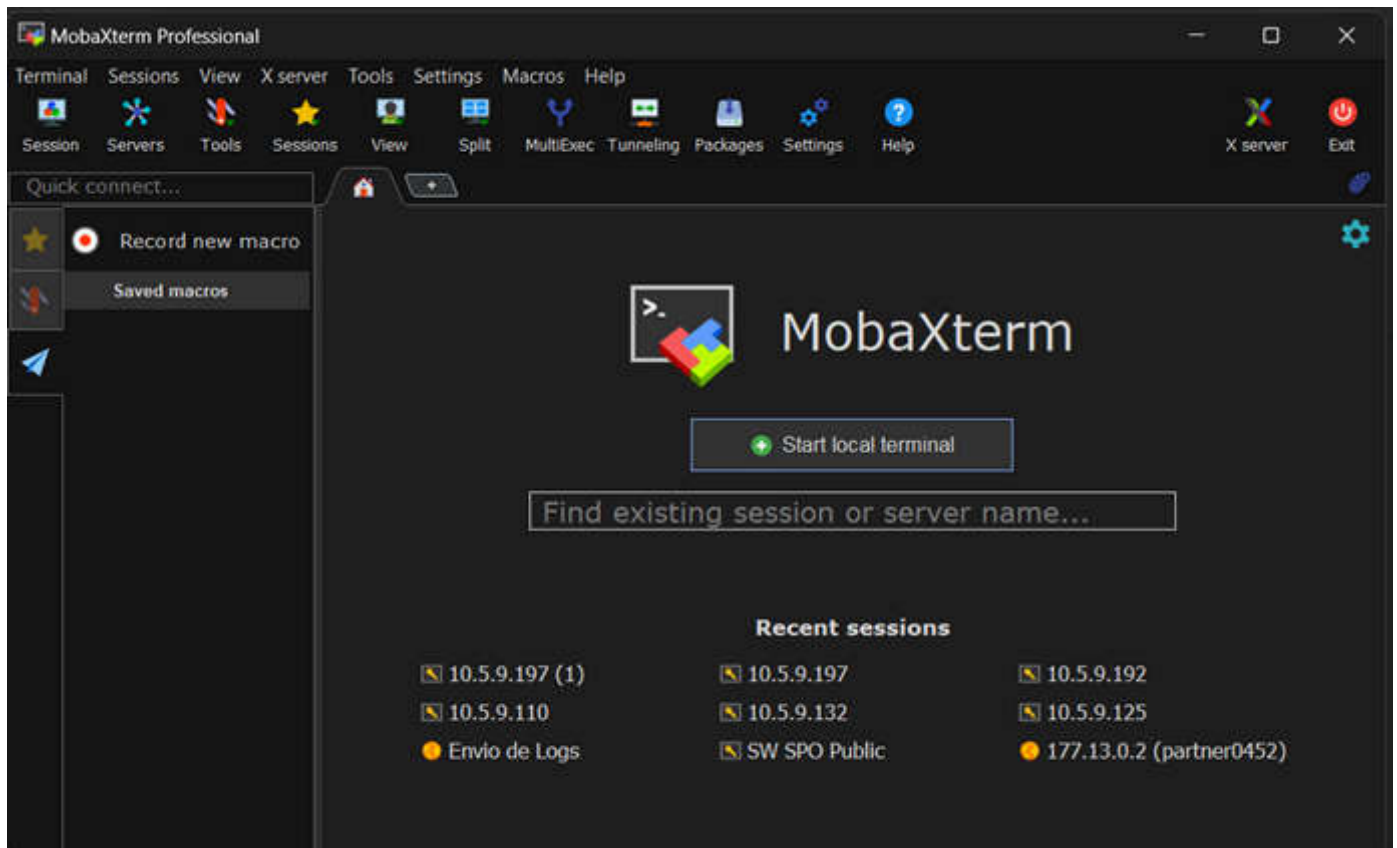 MobaXterm Professional
Terminal Sessions View X server Tools Settings Macros Help
Session Servers Tools Sessions View Split MultiExec Tunneling Packages Settings Help X server Exit
Quick connect...
Record new macro
Saved macros
MobaXterm
Start local terminal
Find existing session or server name...
Recent sessions
10.5.9.197 (1) 10.5.9.197 10.5.9.192
10.5.9.110 10.5.9.132 10.5.9.125
Envio de Logs SW SPO Public 177.13.0.2 (partner0452)